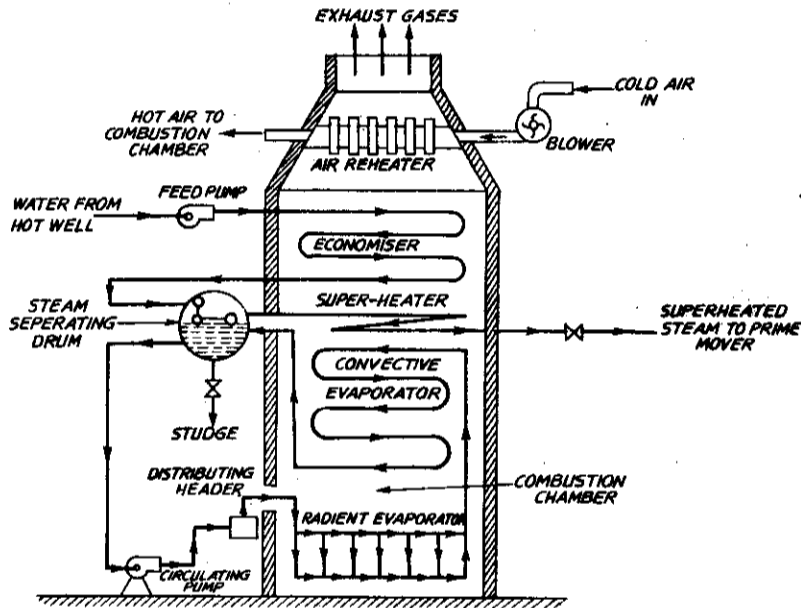 EXHAUST GASES
COLD AIR
IN
HOT AIR TO
COMBUSTION
CHAMBER
BLOWER
AIR REHEATER
FEED PUMP
WATER FROM
HOT WELL
ECONOMISER
SUPER-HEATER
STEAM
SEPERATING
DRUM
SUPERHEATED
STEAM TO PRIME
MOVER
CONVECTIVE
EVAPORATOR
STUDGE
DISTRIBUTING
HEADER
COMBUSTION
CHAMBER
RADIENT EVAPORATOR
CIRCULATING
PUMP